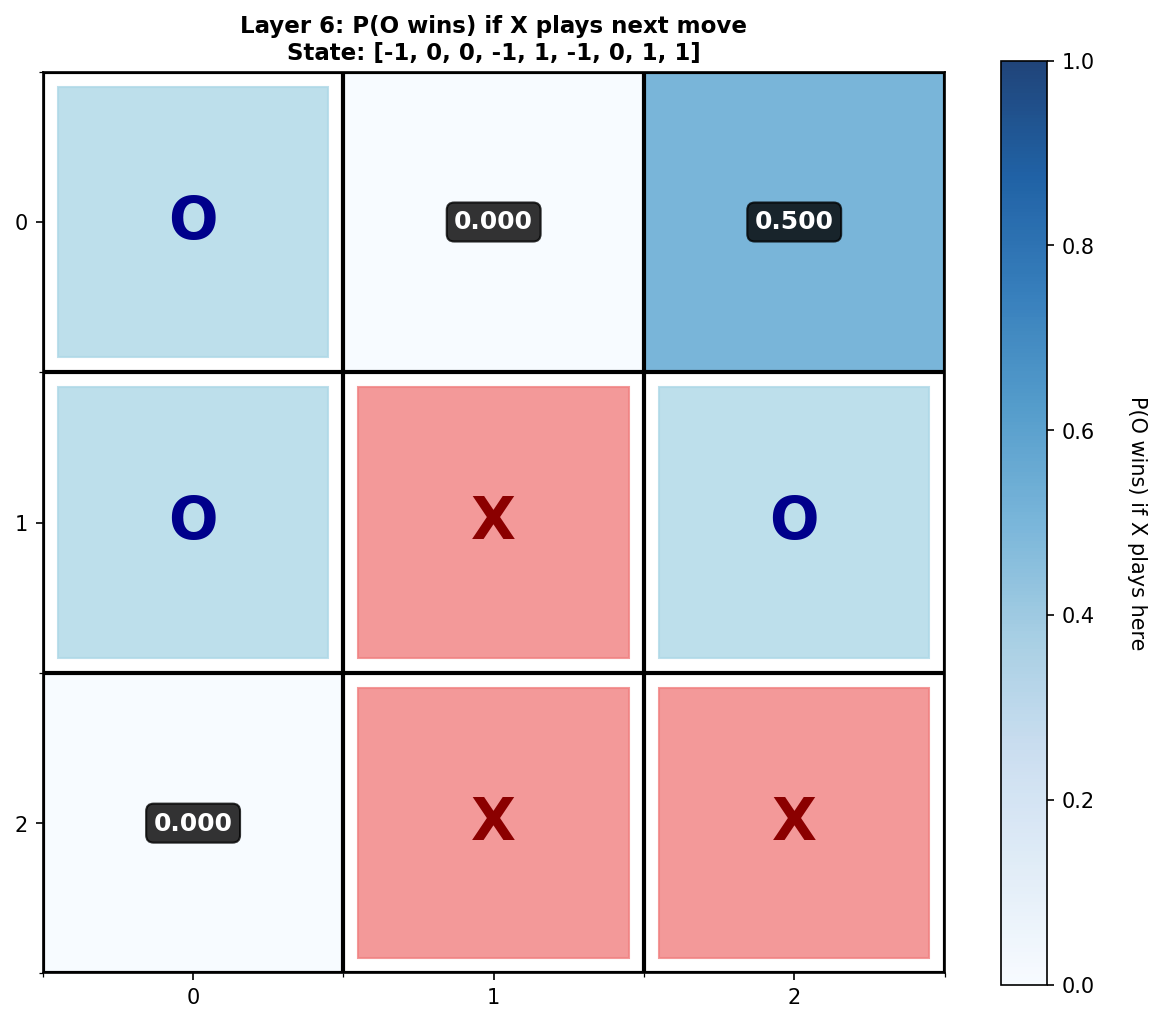 Layer 6: P(O wins) if X plays next move
State: [-1, 0, 0, -1, 1, -1, 0, 1, 1]
0
O
0.000
0.500
1
O
X
O
2
0.000
X
X
0
1
2
1.0
0.8
0.6
0.4
0.2
0.0
P(O wins) if X plays here